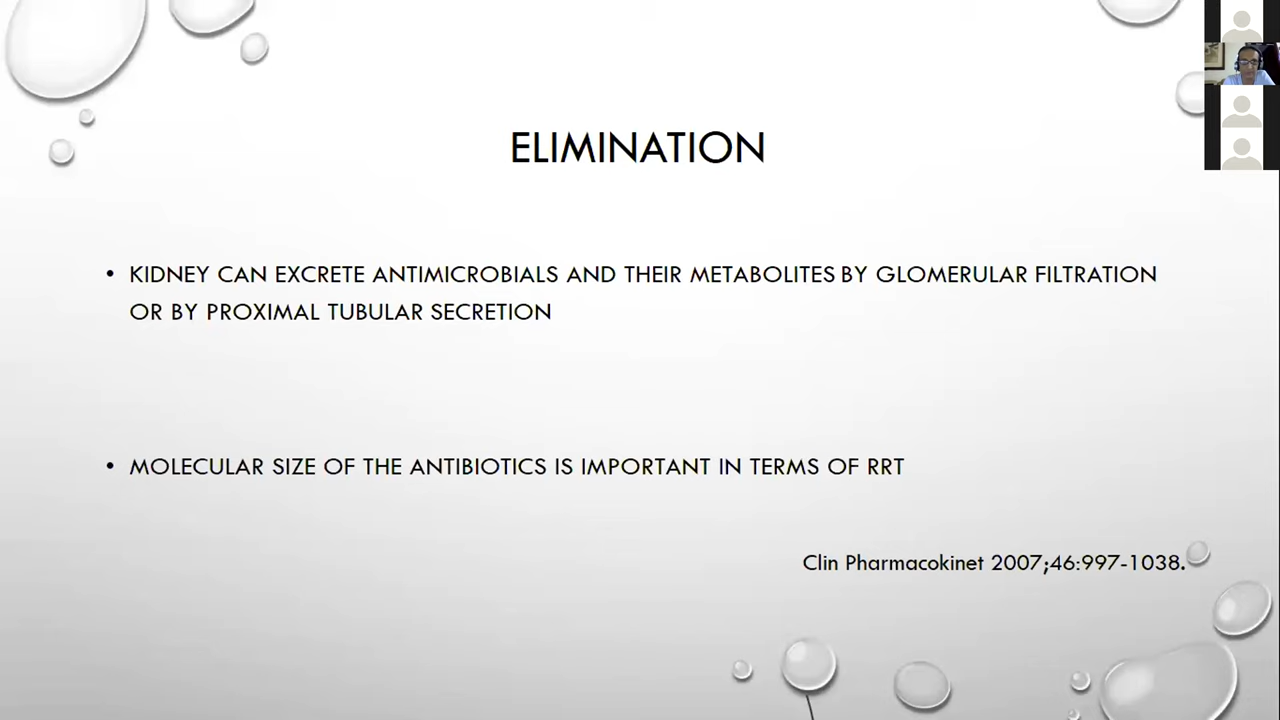 ELIMINATION
• KIDNEY CAN EXCRETE ANTIMICROBIALS AND THEIR METABOLITES BY GLOMERULAR FILTRATION
OR BY PROXIMAL TUBULAR SECRETION
• MOLECULAR SIZE OF THE ANTIBIOTICS IS IMPORTANT IN TERMS OF RRT
Clin Pharmacokinet 2007;46:997-1038.